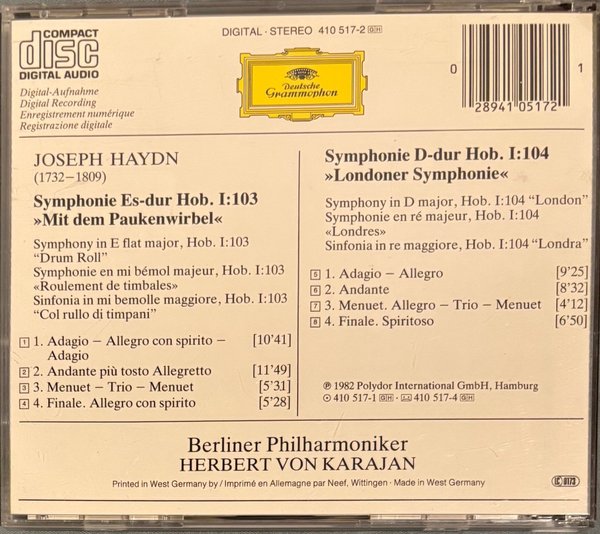 COMPACT
disc
DIGITAL AUDIO
DIGITAL · STEREO 410 517-2 GH
Deutsche
Grammophon
0 28941 05172 1
Digital-Aufnahme
Digital Recording
Enregistrement numérique
Registrazione digitale
JOSEPH HAYDN
(1732–1809)
Symphonie Es-dur Hob. I:103
»Mit dem Paukenwirbel«
Symphony in E flat major, Hob. I:103
“Drum Roll”
Symphonie en mi bémol majeur, Hob. I:103
«Roulement de timbales»
Sinfonia in mi bemolle maggiore, Hob. I:103
“Col rullo di timpani”
1 1. Adagio – Allegro con spirito – [10'41]
Adagio
2 2. Andante più tosto Allegretto [11'49]
3 3. Menuet – Trio – Menuet [5'31]
4 4. Finale. Allegro con spirito [5'28]
Symphonie D-dur Hob. I:104
»Londoner Symphonie«
Symphony in D major, Hob. I:104 “London”
Symphonie en ré majeur, Hob. I:104
«Londres»
Sinfonia in re maggiore, Hob. I:104 “Londra”
5 1. Adagio – Allegro [9'25]
6 2. Andante [8'32]
7 3. Menuet. Allegro – Trio – Menuet [4'12]
8 4. Finale. Spiritoso [6'50]
℗ 1982 Polydor International GmbH, Hamburg
410 517-1 GH · 410 517-4 GH
Berliner Philharmoniker
HERBERT VON KARAJAN
Printed in West Germany by / Imprimé en Allemagne par Neef, Wittingen · Made in West Germany
LC 0173